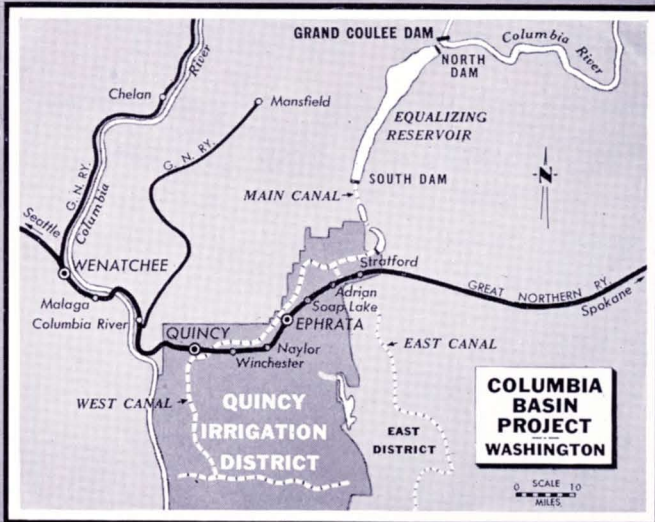 GRAND COULEE DAM
Columbia
River
NORTH
DAM
River
Chelan
Mansfield
EQUALIZING
RESERVOIR
G. N. RY.
G. N. RY.
Columbia
SOUTH DAM
MAIN CANAL
N
Seattle
WENATCHEE
Stratford
Malaga
Adrian
GREAT NORTHERN RY.
Spokane
Columbia River
Soap Lake
QUINCY
EPHRATA
Naylor
Winchester
EAST CANAL
WEST CANAL
QUINCY
IRRIGATION
DISTRICT
EAST
DISTRICT
COLUMBIA
BASIN
PROJECT
WASHINGTON
0 SCALE 10
MILES